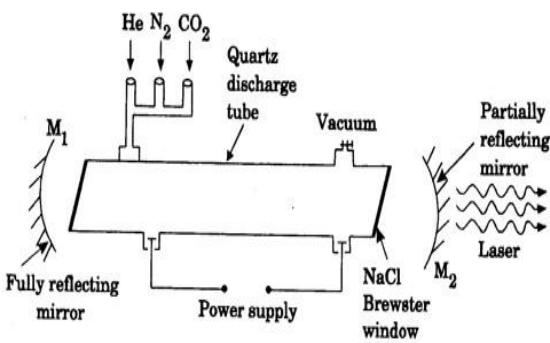 He N2 CO2
Quartz
discharge
tube
Vacuum
Partially
reflecting
mirror
M1
Laser
Fully reflecting
mirror
Power supply
NaCl
Brewster
window
M2